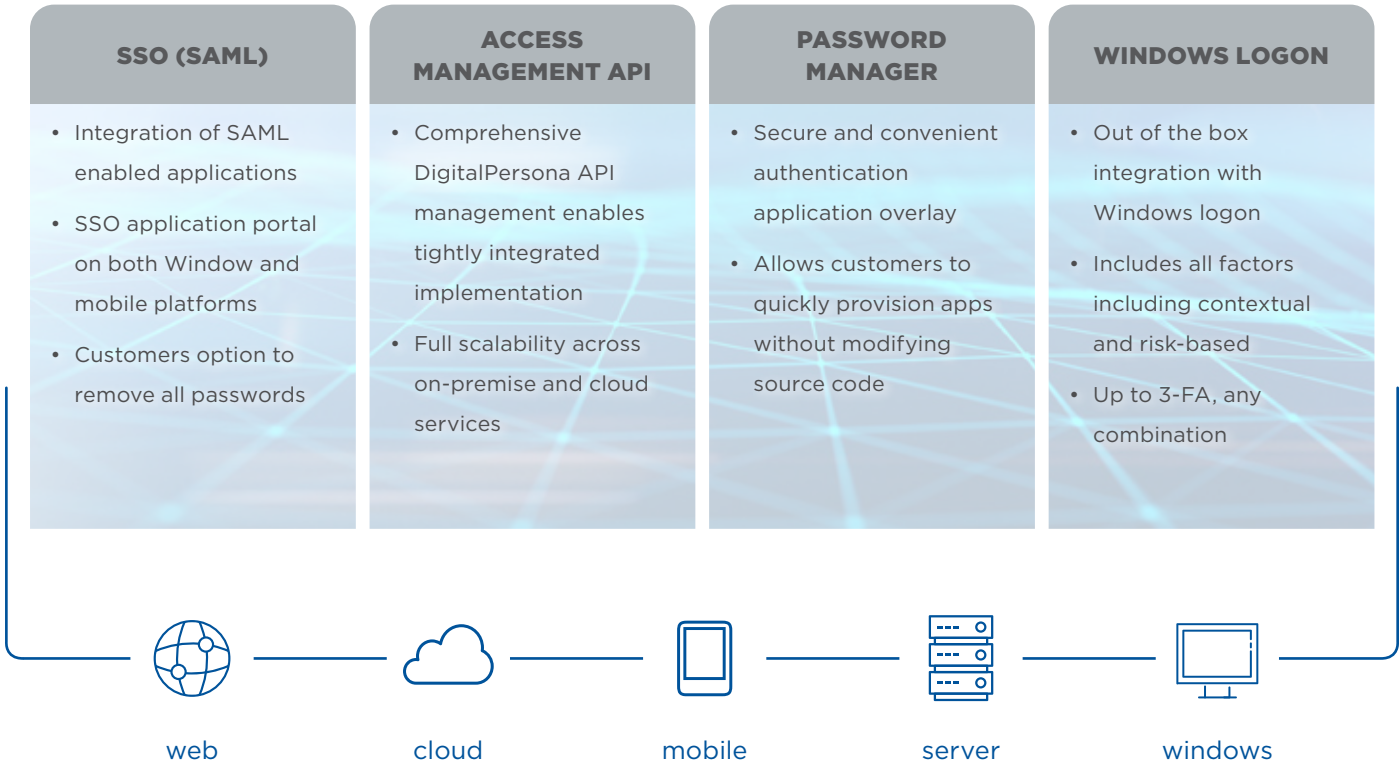 SSO (SAML)
• Integration of SAML
enabled applications
• SSO application portal
on both Window and
mobile platforms
• Customers option to
remove all passwords
ACCESS
MANAGEMENT API
• Comprehensive
DigitalPersona API
management enables
tightly integrated
implementation
• Full scalability across
on-premise and cloud
services
PASSWORD
MANAGER
• Secure and convenient
authentication
application overlay
• Allows customers to
quickly provision apps
without modifying
source code
WINDOWS LOGON
• Out of the box
integration with
Windows logon
• Includes all factors
including contextual
and risk-based
• Up to 3-FA, any
combination
web
cloud
mobile
server
windows